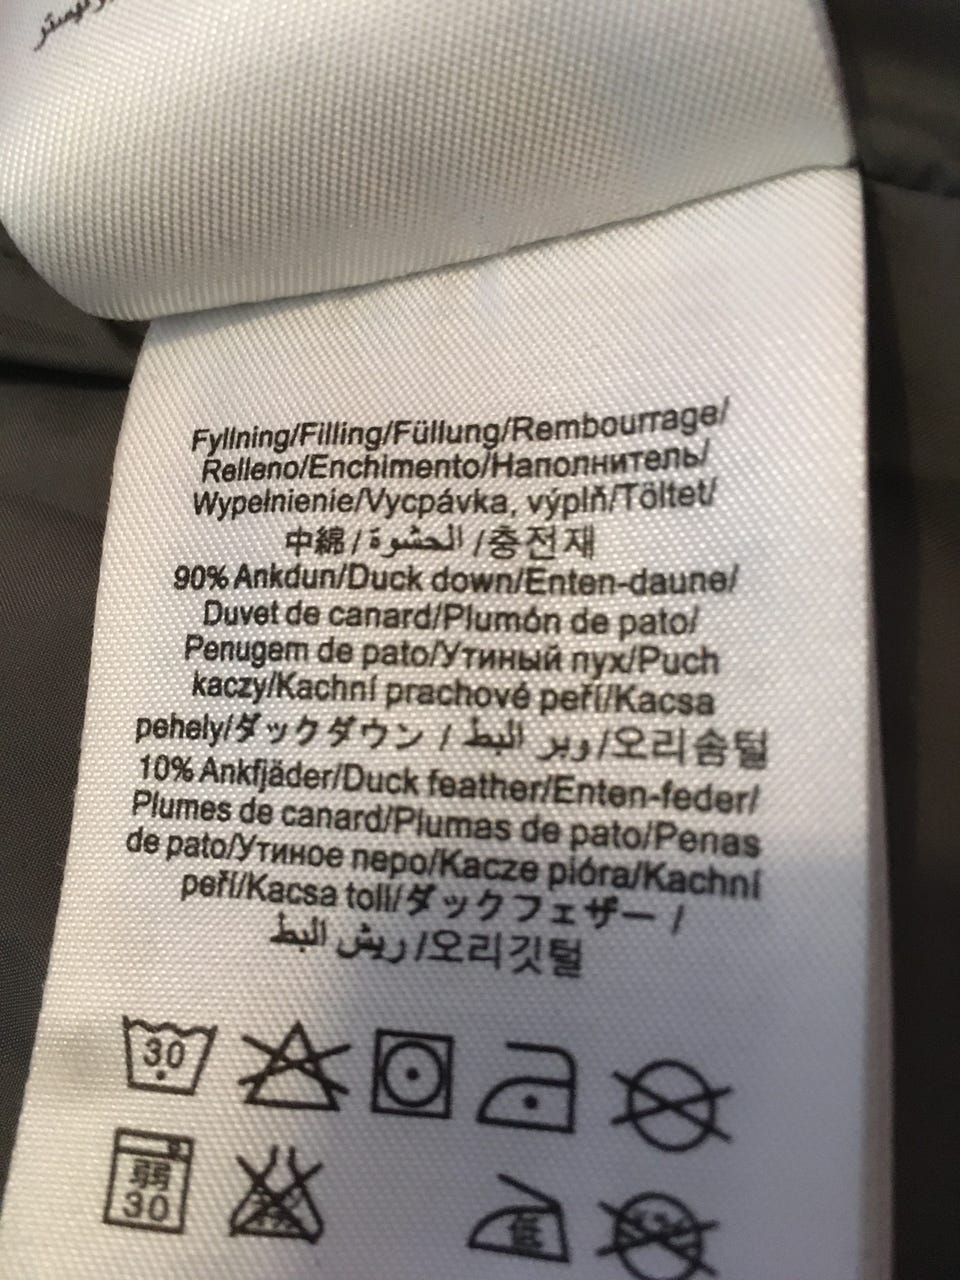 Fyllning/Filling/Füllung/Rembourrage/
Relleno/Enchimento/Наполнитель/
Wypełnienie/Vycpávka, výplň/Töltet/
中綿/الحشوة/충전재
90% Ankdun/Duck down/Enten-daune/
Duvet de canard/Plumón de pato/
Penugem de pato/Утиный пух/Puch
kaczy/Kachní prachové peří/Kacsa
pehely/ダックダウン / وبر البط/오리솜털
10% Ankfjäder/Duck feather/Enten-feder/
Plumes de canard/Plumas de pato/Penas
de pato/Утиное перо/Kacze pióra/Kachní
peří/Kacsa toll/ダックフェザー /
ريش البط/오리깃털
30
弱
30
低